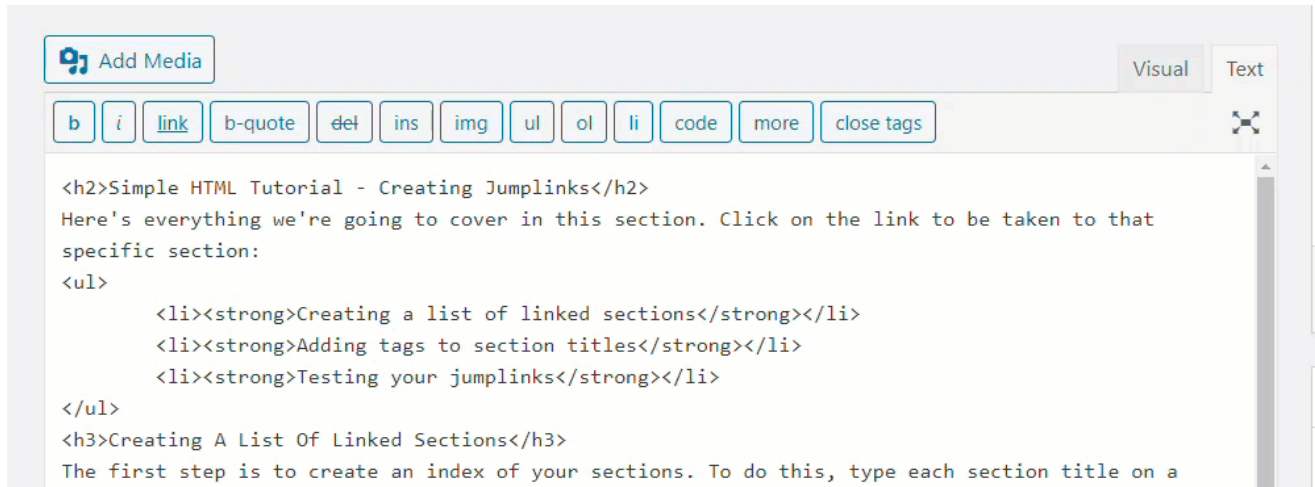 Add Media
Visual Text
b i link b-quote del ins img ul ol li code more close tags
<h2>Simple HTML Tutorial - Creating Jumplinks</h2>
Here's everything we're going to cover in this section. Click on the link to be taken to that
specific section:
<ul>
<li><strong>Creating a list of linked sections</strong></li>
<li><strong>Adding tags to section titles</strong></li>
<li><strong>Testing your jumplinks</strong></li>
</ul>
<h3>Creating A List Of Linked Sections</h3>
The first step is to create an index of your sections. To do this, type each section title on a